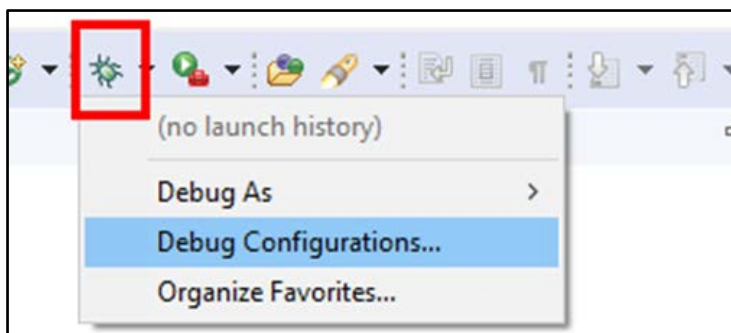 (no launch history)
Debug As
Debug Configurations...
Organize Favorites...